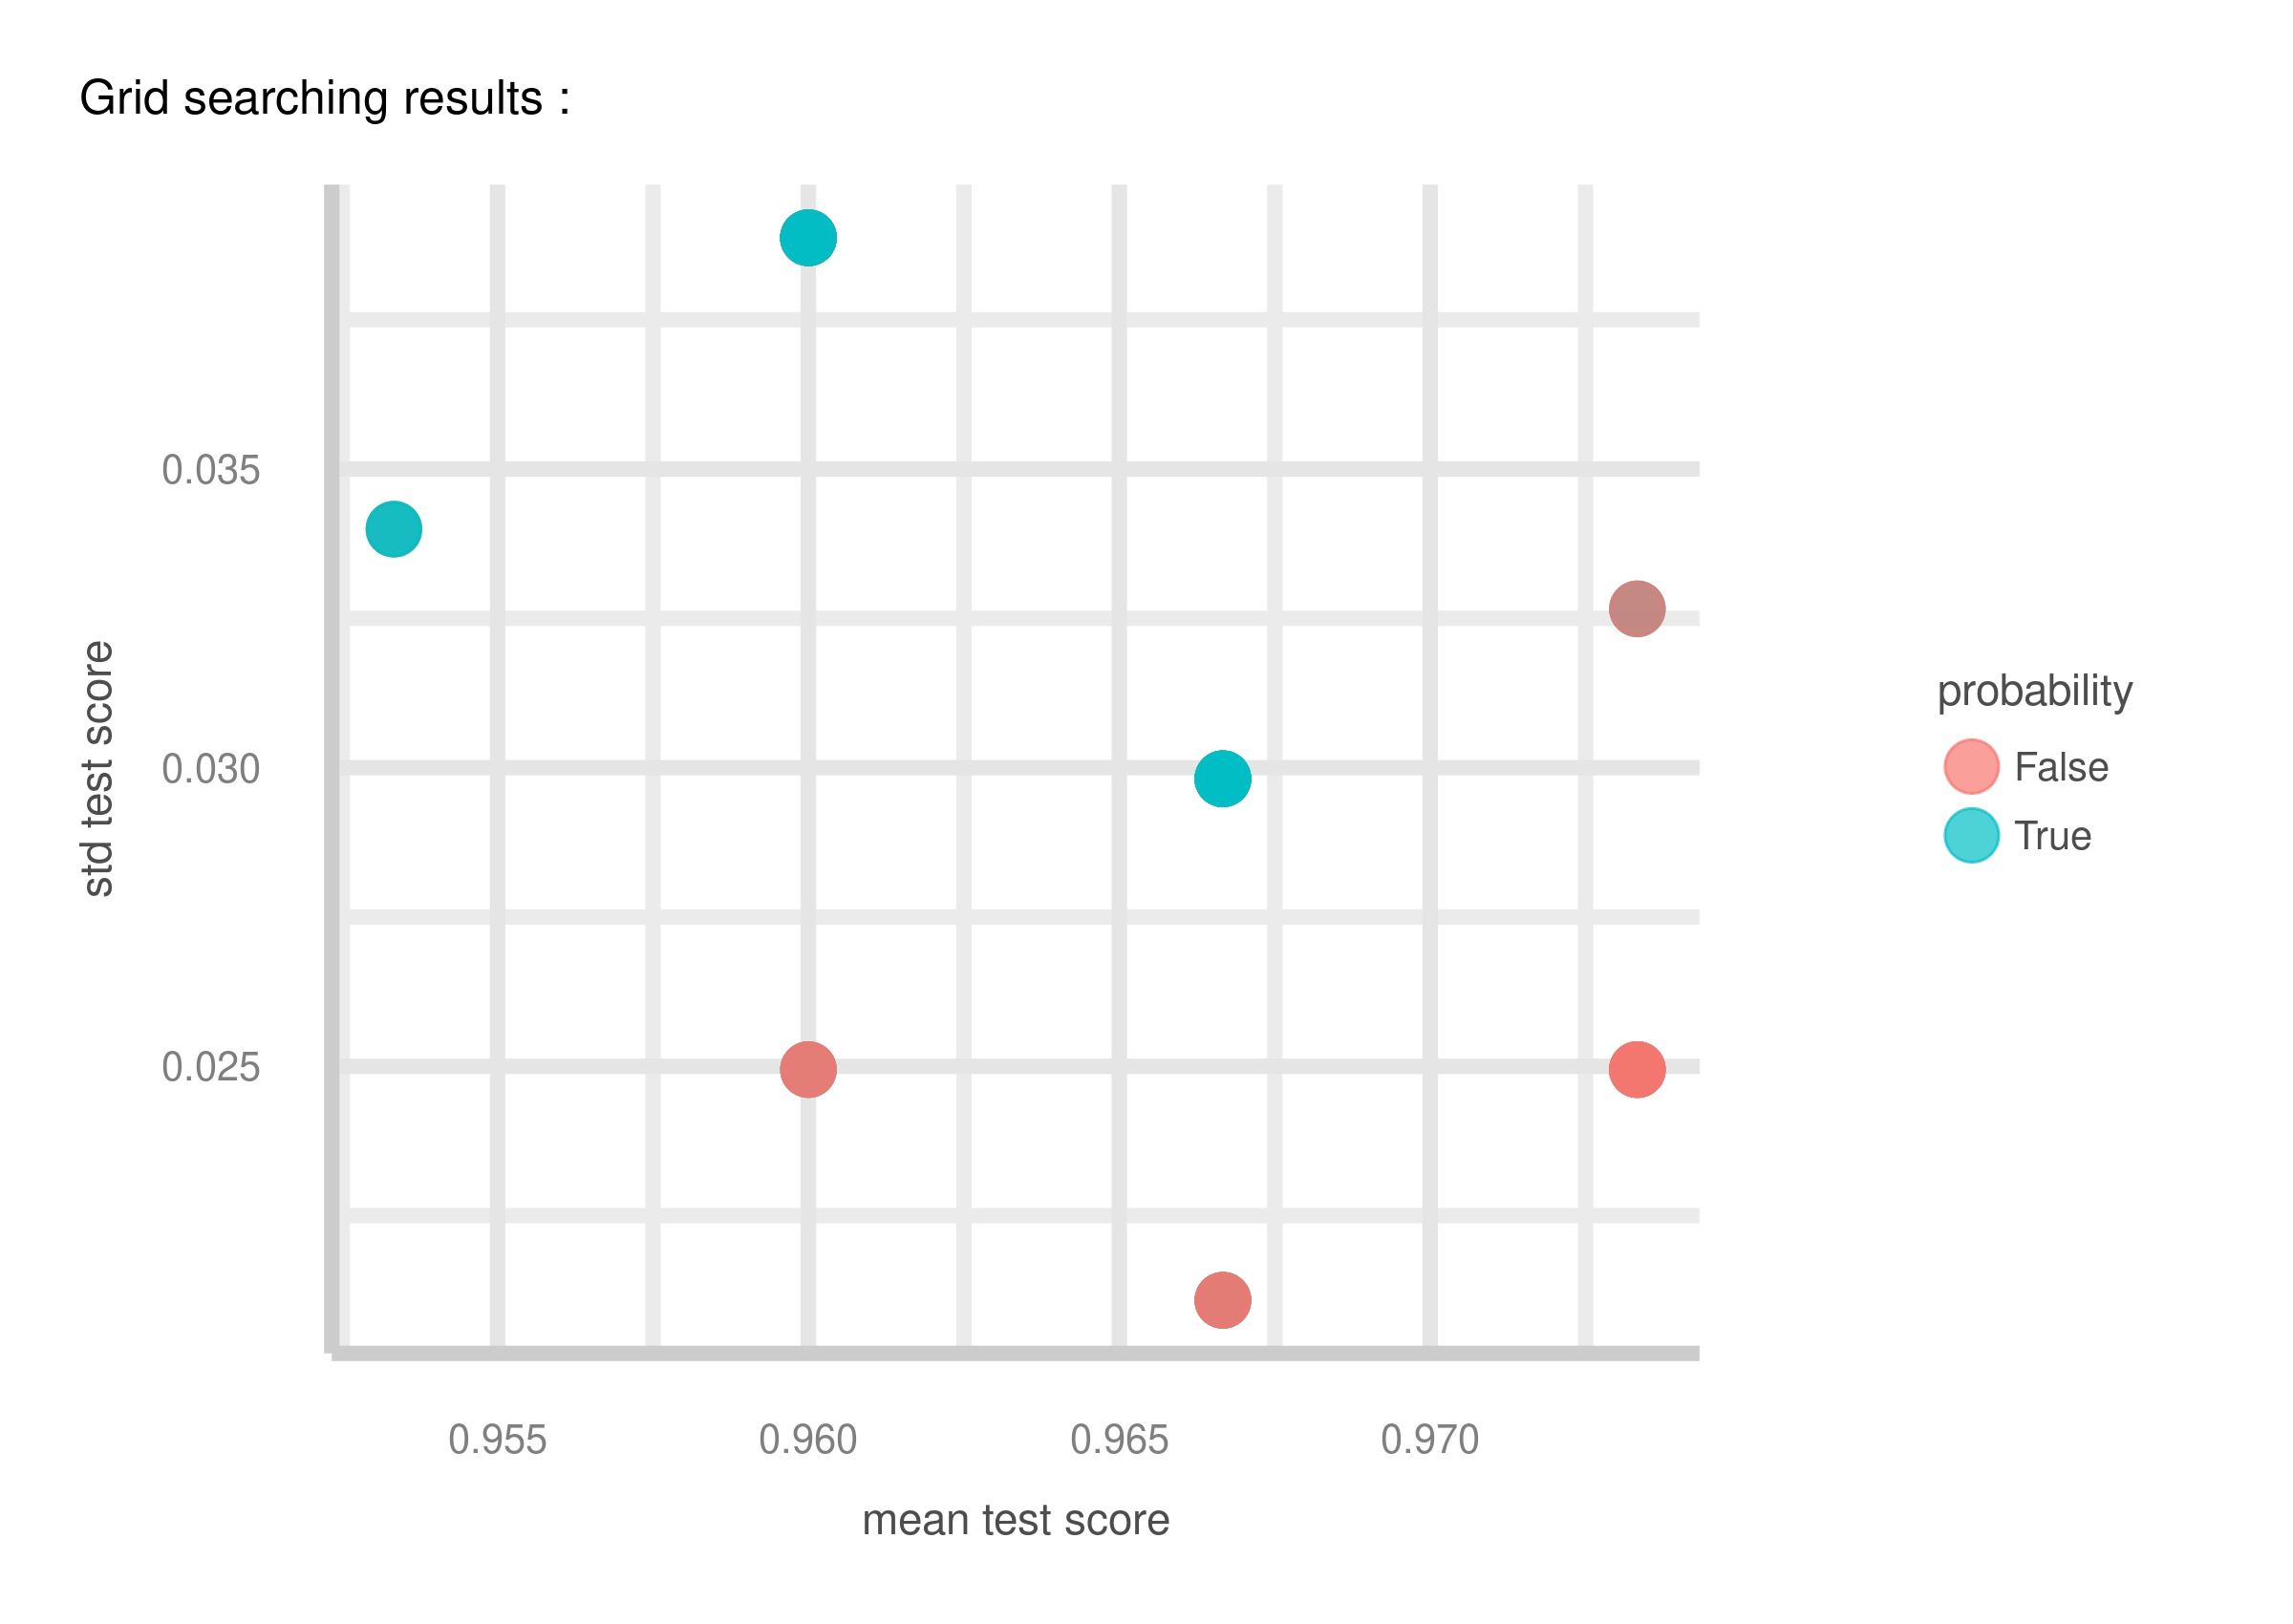 Grid searching results :
0.035
0.030
0.025
std test score
0.955 0.960 0.965 0.970
mean test score
probability
False
True